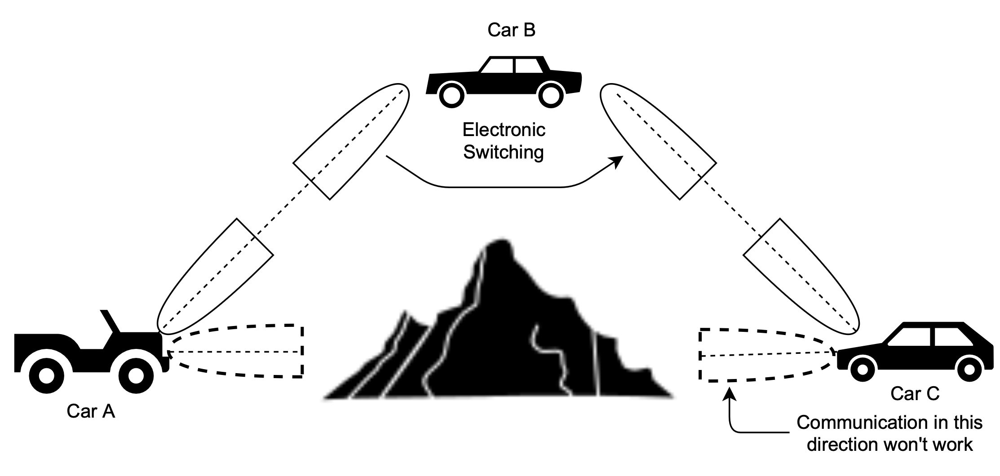 Car B
Electronic
Switching
Car A
Car C
Communication in this
direction won't work